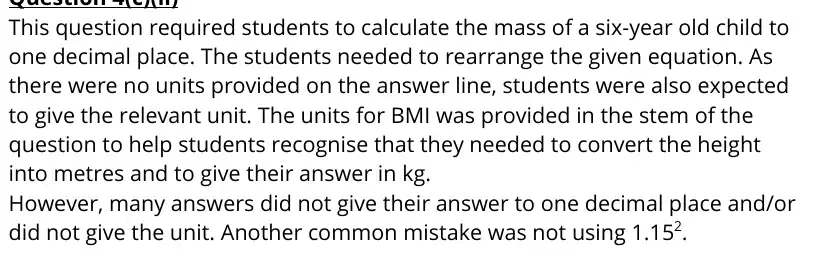 Question 4(c)(ii)
This question required students to calculate the mass of a six-year old child to
one decimal place. The students needed to rearrange the given equation. As
there were no units provided on the answer line, students were also expected
to give the relevant unit. The units for BMI was provided in the stem of the
question to help students recognise that they needed to convert the height
into metres and to give their answer in kg.
However, many answers did not give their answer to one decimal place and/or
did not give the unit. Another common mistake was not using 1.15².